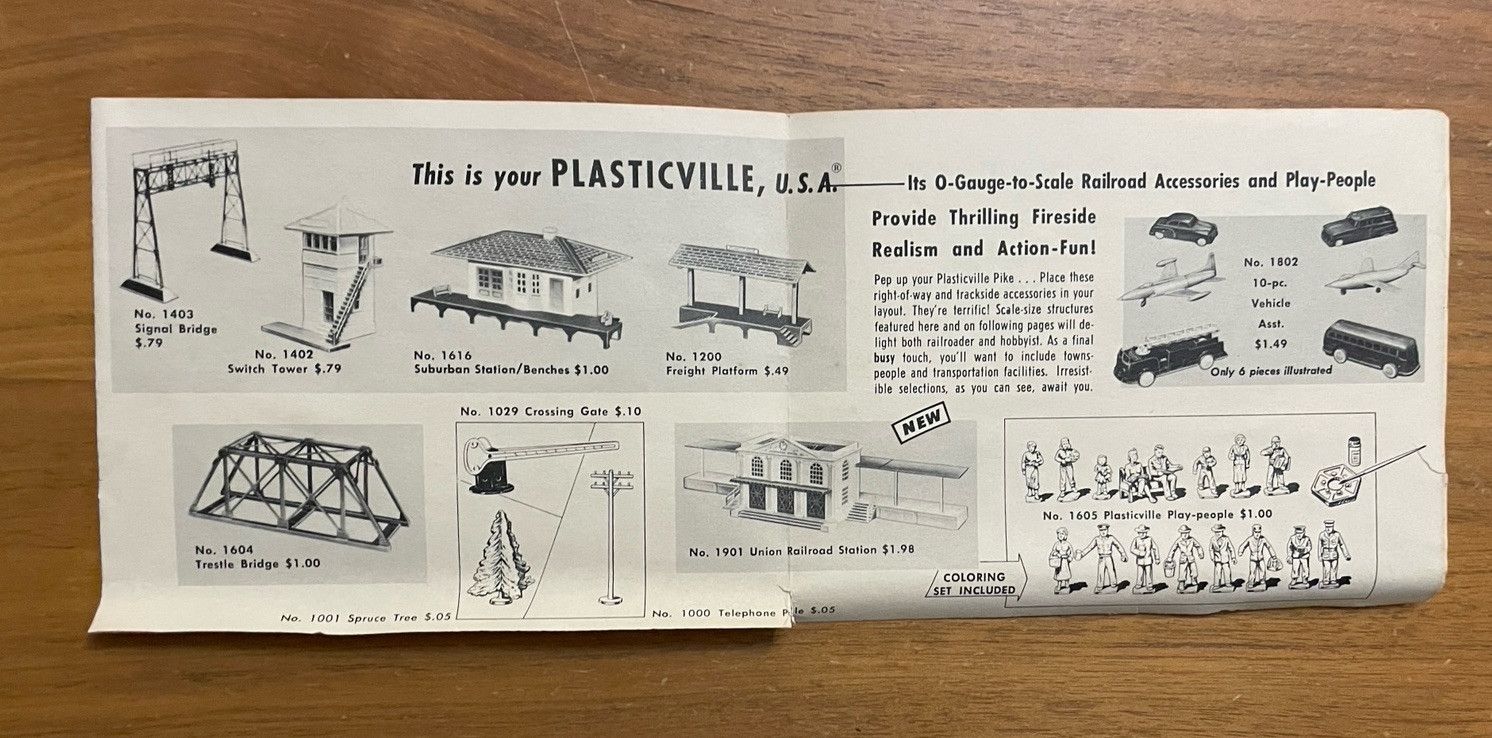 This is your PLASTICVILLE, U.S.A.® Its O-Gauge-to-Scale Railroad Accessories and Play-People
No. 1403
Signal Bridge
$.79
No. 1402
Switch Tower $.79
No. 1616
Suburban Station/Benches $1.00
No. 1200
Freight Platform $.49
Provide Thrilling Fireside
Realism and Action-Fun!
Pep up your Plasticville Pike . . . Place these
right-of-way and trackside accessories in your
layout. They're terrific! Scale-size structures
featured here and on following pages will de-
light both railroader and hobbyist. As a final
busy touch, you'll want to include towns-
people and transportation facilities. Irresist-
ible selections, as you can see, await you.
No. 1802
10-pc.
Vehicle
Asst.
$1.49
Only 6 pieces illustrated
No. 1604
Trestle Bridge $1.00
No. 1029 Crossing Gate $.10
No. 1001 Spruce Tree $.05
No. 1000 Telephone Pole $.05
NEW
No. 1901 Union Railroad Station $1.98
No. 1605 Plasticville Play-people $1.00
COLORING
SET INCLUDED